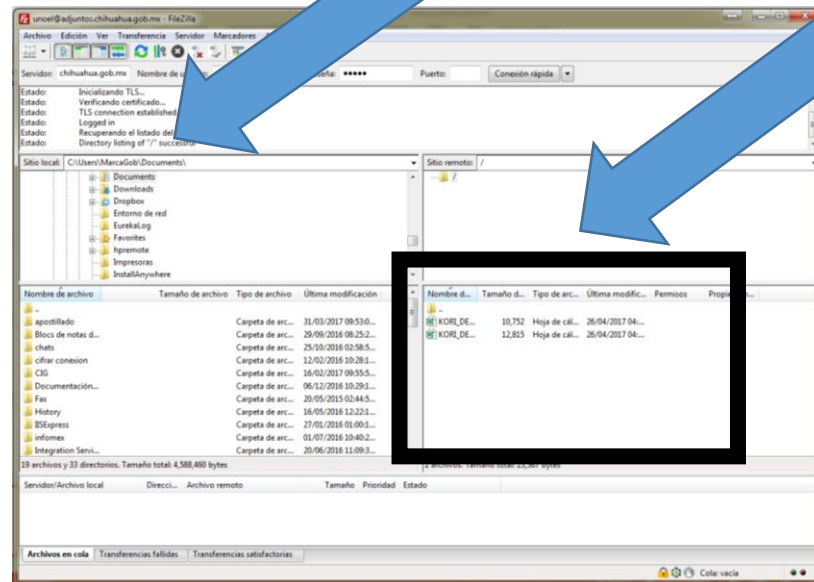 unoel@adjuntos.chihuahua.gob.mx - FileZilla
Archivo Edición Ver Transferencia Servidor Marcadores
Servidor: chihuahua.gob.mx Nombre de ●●●●● Puerto: Conexión rápida
Estado: Inicializando TLS...
Estado: Verificando certificado...
Estado: TLS connection established
Estado: Logged in
Estado: Recuperando el listado del
Estado: Directory listing of "/" successful
Sitio local: C:\Users\MarcaGob\Documents\ Sitio remoto: /
Documents /
Downloads
Dropbox
Entorno de red
EurekaLog
Favorites
hpremote
Impresoras
InstallAnywhere
Nombre de archivo Tamaño de archivo Tipo de archivo Última modificación Nombre d... Tamaño d... Tipo de arc... Última modific... Permisos
.. ..
apostillado Carpeta de arc... 31/03/2017 09:53:0... KORI_DE... 10,752 Hoja de cál... 26/04/2017 04:...
Blocs de notas d... Carpeta de arc... 29/09/2016 08:25:2... KORI_DE... 12,815 Hoja de cál... 26/04/2017 04:...
chats Carpeta de arc... 25/10/2016 02:58:5...
cifrar conexion Carpeta de arc... 12/02/2016 10:28:1...
CIG Carpeta de arc... 16/02/2017 09:55:5...
Documentación... Carpeta de arc... 06/12/2016 10:29:1...
Fax Carpeta de arc... 20/05/2015 02:44:5...
History Carpeta de arc... 16/05/2016 12:22:1...
IISExpress Carpeta de arc... 27/01/2016 01:00:1...
infomex Carpeta de arc... 01/07/2016 10:40:2...
Integration Servi... Carpeta de arc... 20/06/2016 11:09:3...
19 archivos y 33 directorios. Tamaño total: 4,588,460 bytes 2 archivos. Tamaño total: 23,567 bytes
Servidor/Archivo local Direcci... Archivo remoto Tamaño Prioridad Estado
Archivos en cola Transferencias fallidas Transferencias satisfactorias
Cola: vacía